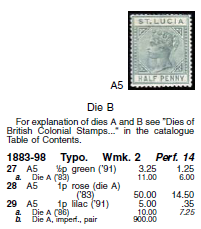 ST. LUCIA
HALF PENNY
A5
Die B
For explanation of dies A and B see "Dies of
British Colonial Stamps..." in the catalogue
Table of Contents.
1883-98 Typo. Wmk. 2 Perf. 14
27 A5 ½p green ('91) 3.25 1.25
a. Die A ('83) 11.00 6.00
28 A5 1p rose (die A)
('83) 50.00 14.50
29 A5 1p lilac ('91) 5.00 .35
a. Die A ('86) 10.00 7.25
b. Die A, imperf., pair 900.00